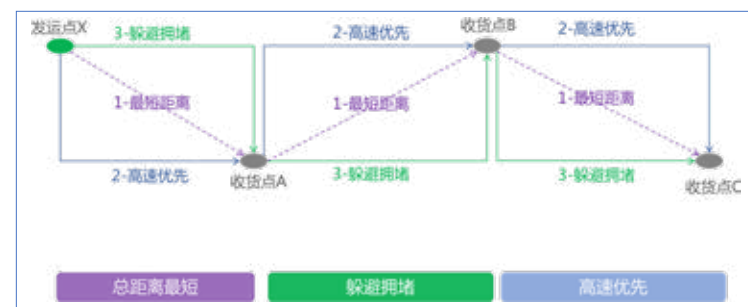 发运点X
3-躲避拥堵
2-高速优先
收货点B
2-高速优先
1-最短距离
1-最短距离
1-最短距离
2-高速优先
收货点A
3-躲避拥堵
3-躲避拥堵
收货点C
总距离最短
躲避拥堵
高速优先